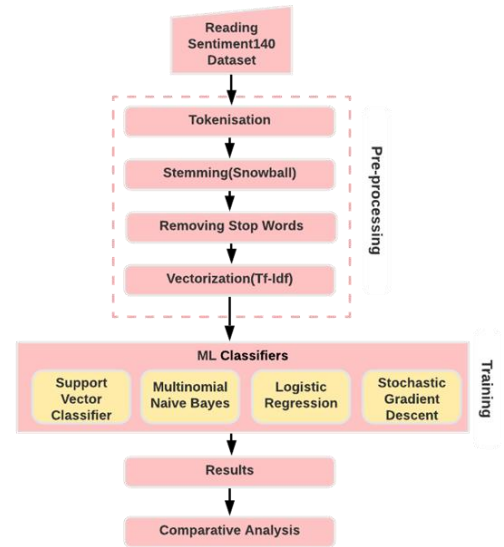 Reading
Sentiment140
Dataset
Tokenisation
Stemming(Snowball)
Removing Stop Words
Vectorization(Tf-Idf)
Pre-processing
ML Classifiers
Support
Vector
Classifier
Multinomial
Naive Bayes
Logistic
Regression
Stochastic
Gradient
Descent
Training
Results
Comparative Analysis